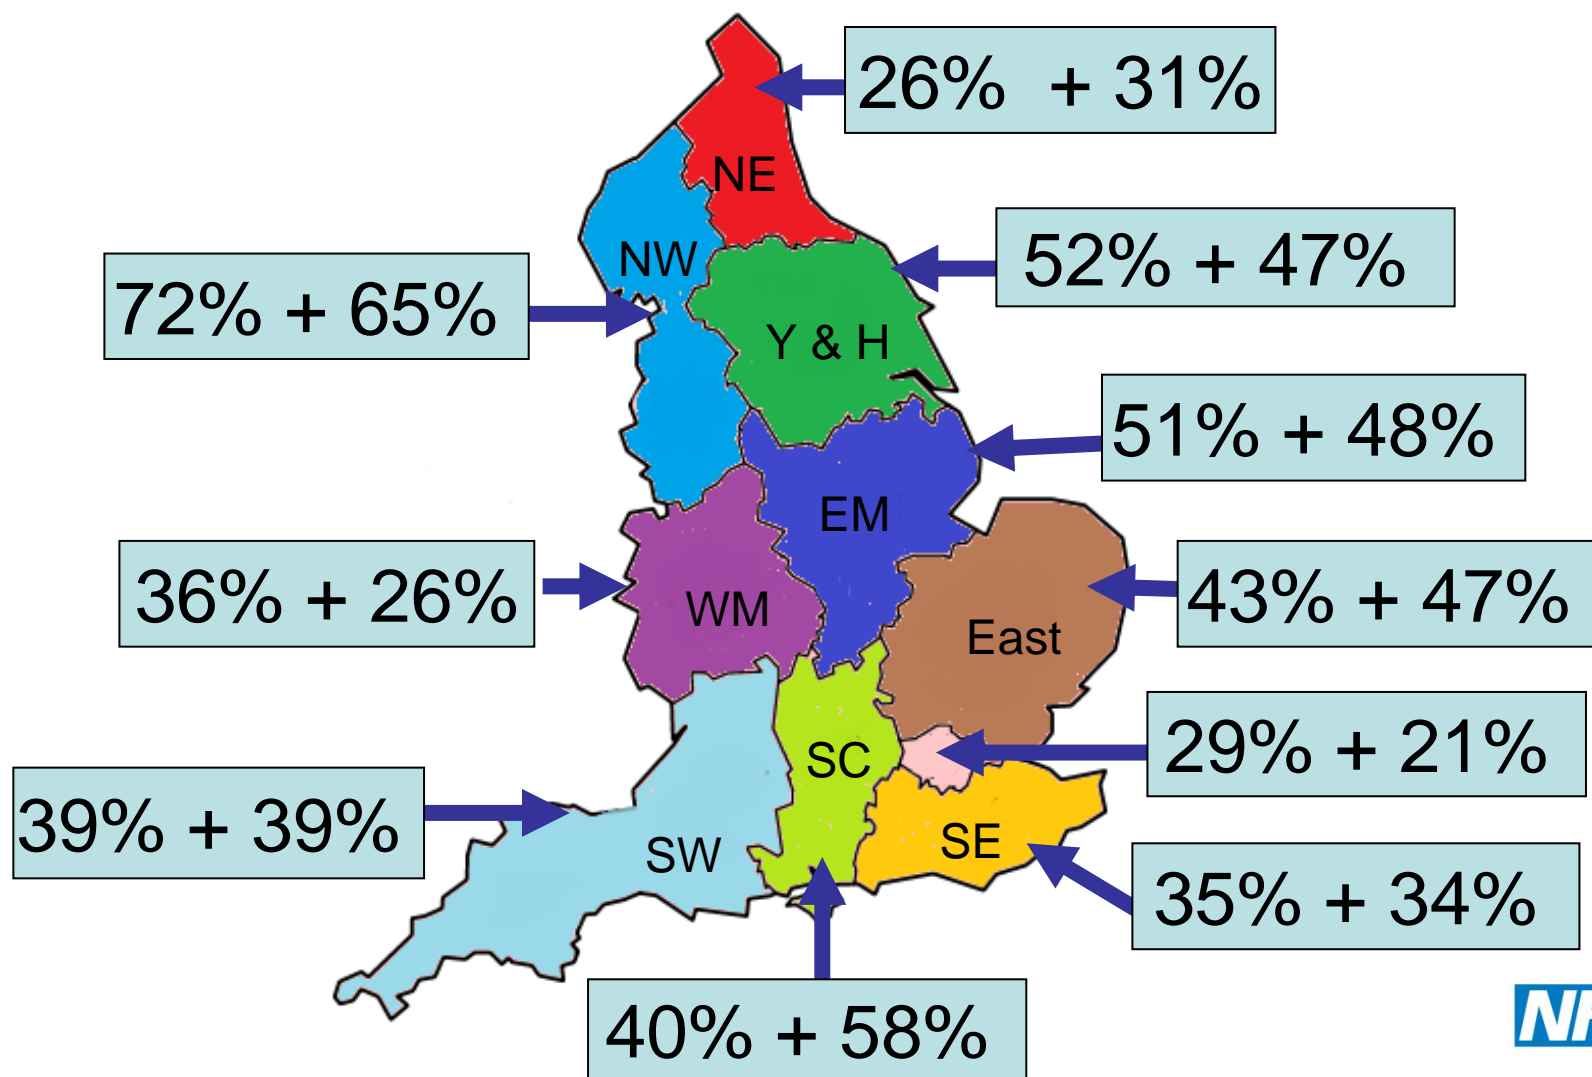 26% + 31%
NE
52% + 47%
NW
72% + 65%
Y & H
51% + 48%
EM
36% + 26%
WM
43% + 47%
East
29% + 21%
SC
39% + 39%
SW
SE
35% + 34%
40% + 58%